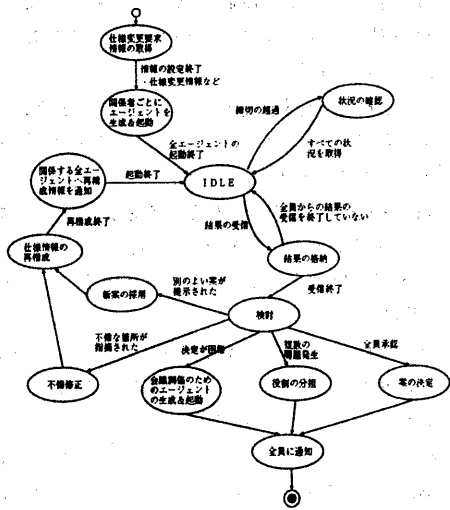 仕様変更要求
情報の取得
情報の設定終了
・仕様変更情報など
関係者ごとに
エージェントを
生成&起動
全エージェントの
起動終了
締切の超過
状況の確認
すべての状
況を取得
関係する全エ
ージェントへ再構
成情報を通知
起動終了
IDLE
全員からの結果の
受信を終了していない
再構成終了
結果の受信
仕様情報の
再構成
結果の格納
別のよい案が
提示された
新案の採用
受信終了
検討
不備な箇所が
指摘された
決定が困難
複数の
問題発生
全員承認
不備修正
会議関係のため
のエージェント
の生成&起動
役割の分担
案の決定
全員に通知